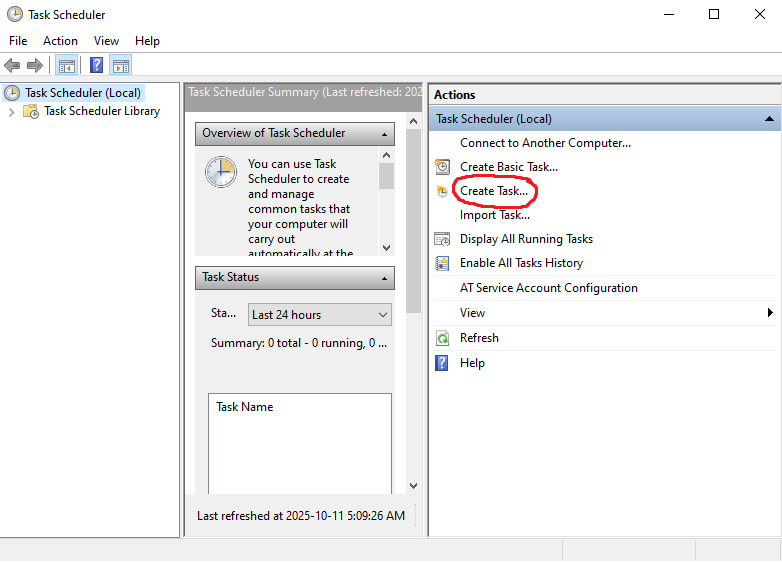 Task Scheduler
File Action View Help
Task Scheduler (Local)
Task Scheduler Library
Task Scheduler Summary (Last refreshed: 202
Overview of Task Scheduler
You can use Task
Scheduler to create
and manage
common tasks that
your computer will
carry out
automatically at the
Task Status
Sta...
Last 24 hours
Summary: 0 total - 0 running, 0 ...
Task Name
Last refreshed at 2025-10-11 5:09:26 AM
Actions
Task Scheduler (Local)
Connect to Another Computer...
Create Basic Task...
Create Task...
Import Task...
Display All Running Tasks
Enable All Tasks History
AT Service Account Configuration
View
Refresh
Help